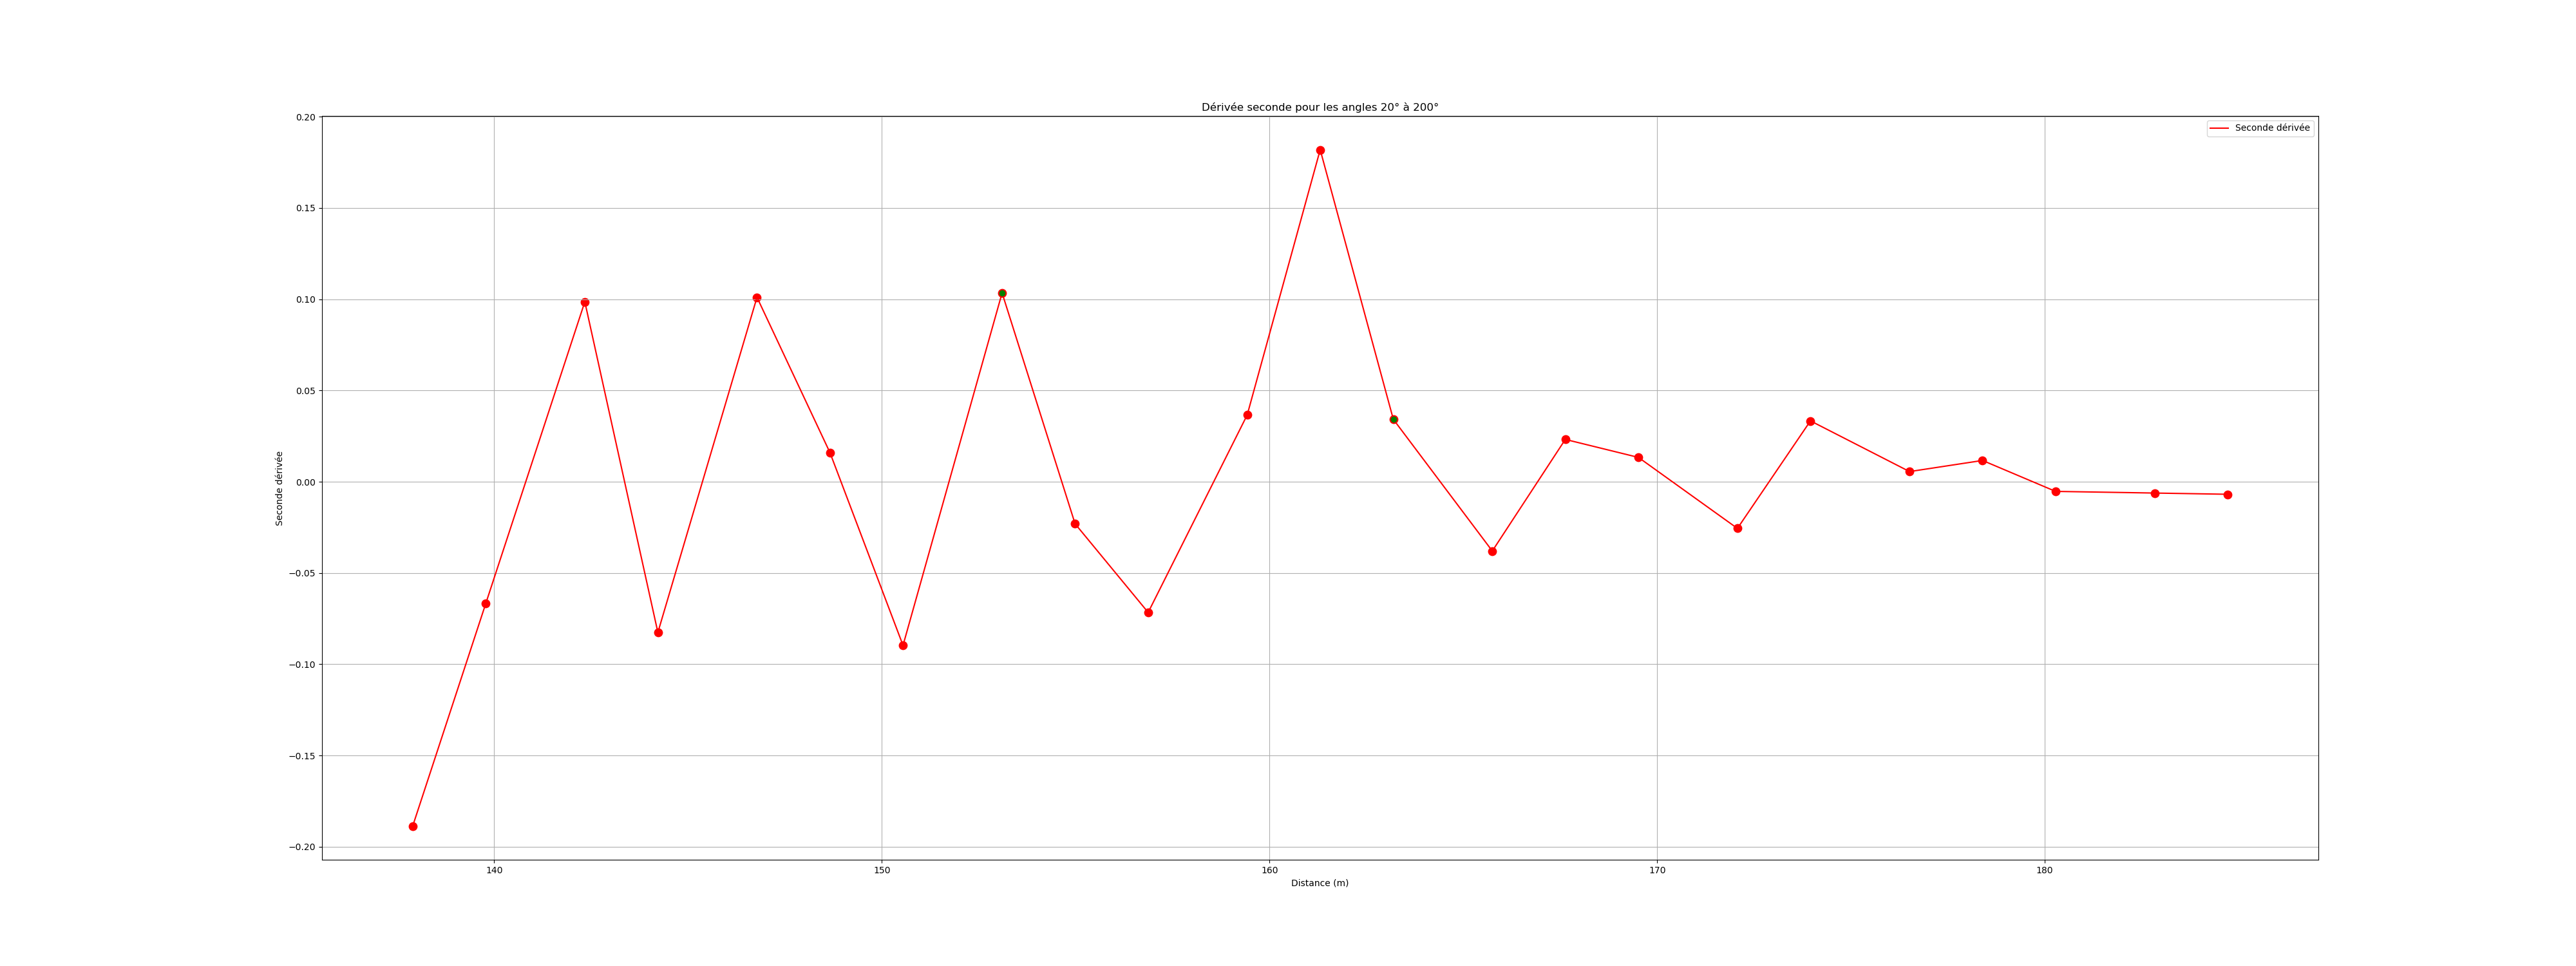 Dérivée seconde pour les angles 20° à 200°
Seconde dérivée
0.20
0.15
0.10
0.05
0.00
−0.05
−0.10
−0.15
−0.20
Seconde dérivée
140 150 160 170 180
Distance (m)